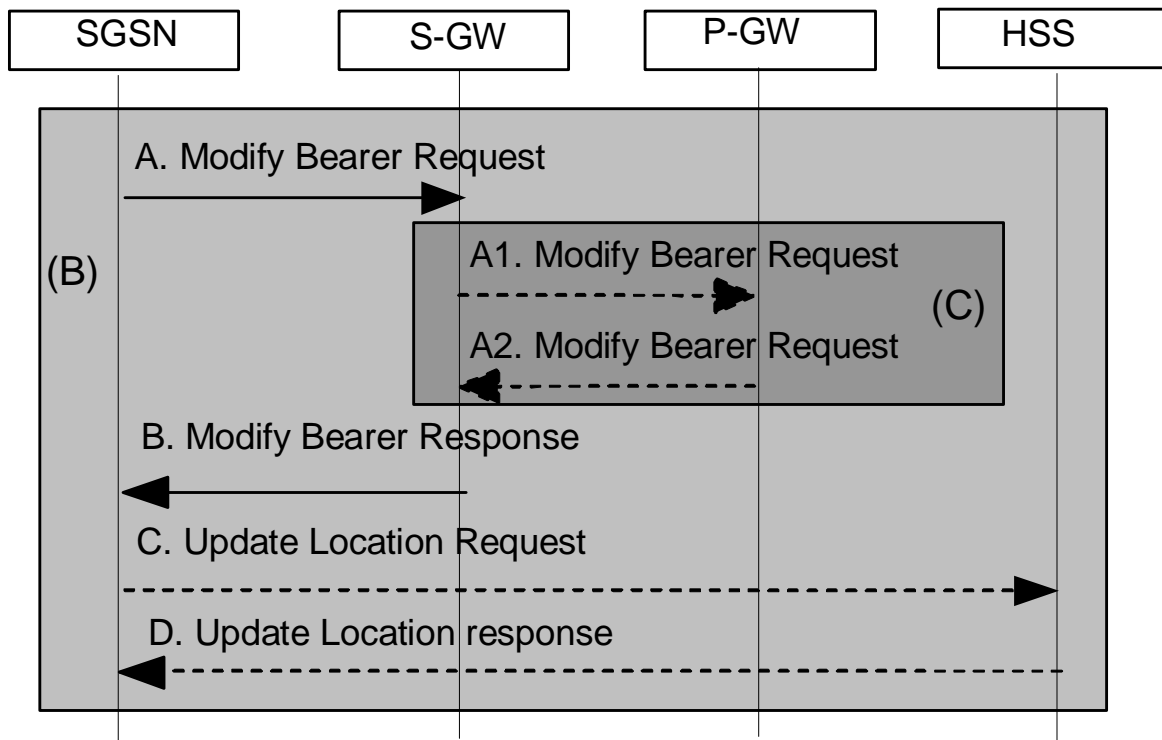 SGSN
S-GW
P-GW
HSS
A. Modify Bearer Request
(B)
A1. Modify Bearer Request
(C)
A2. Modify Bearer Request
B. Modify Bearer Response
C. Update Location Request
D. Update Location response